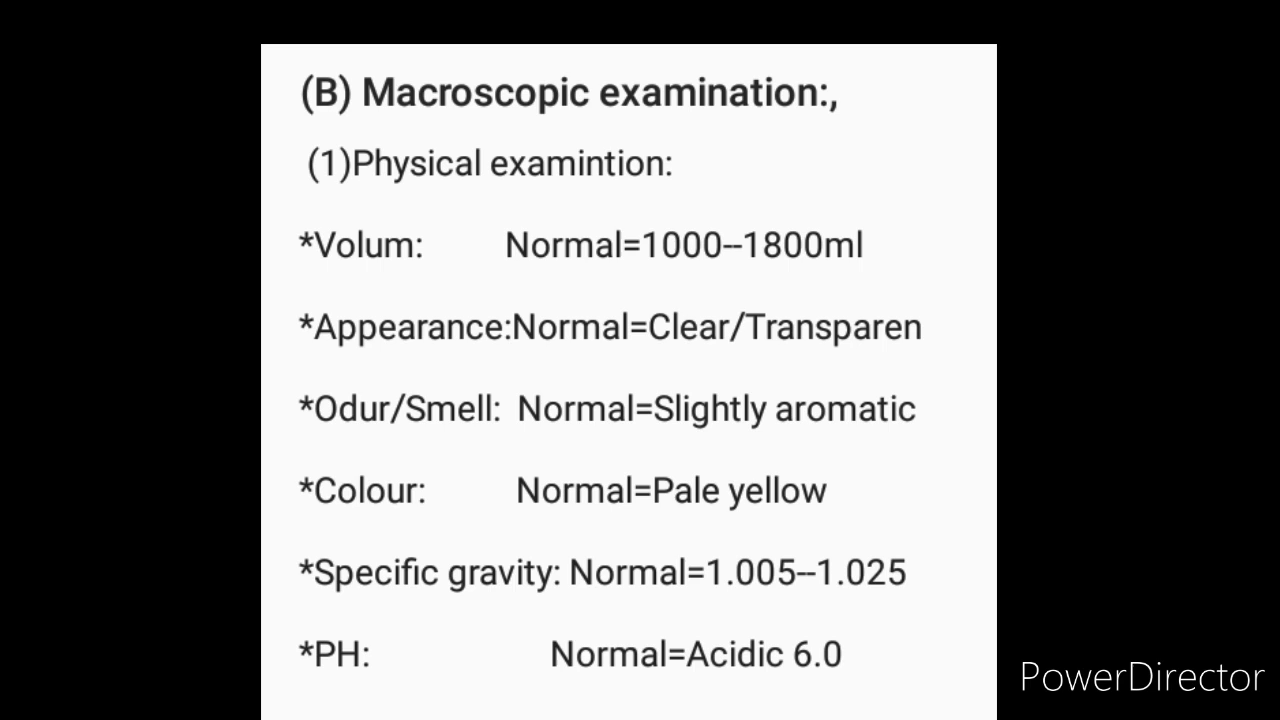 (B) Macroscopic examination:,
(1)Physical examintion:
*Volum: Normal=1000--1800ml
*Appearance:Normal=Clear/Transparen
*Odur/Smell: Normal=Slightly aromatic
*Colour: Normal=Pale yellow
*Specific gravity: Normal=1.005--1.025
*PH: Normal=Acidic 6.0
PowerDirector